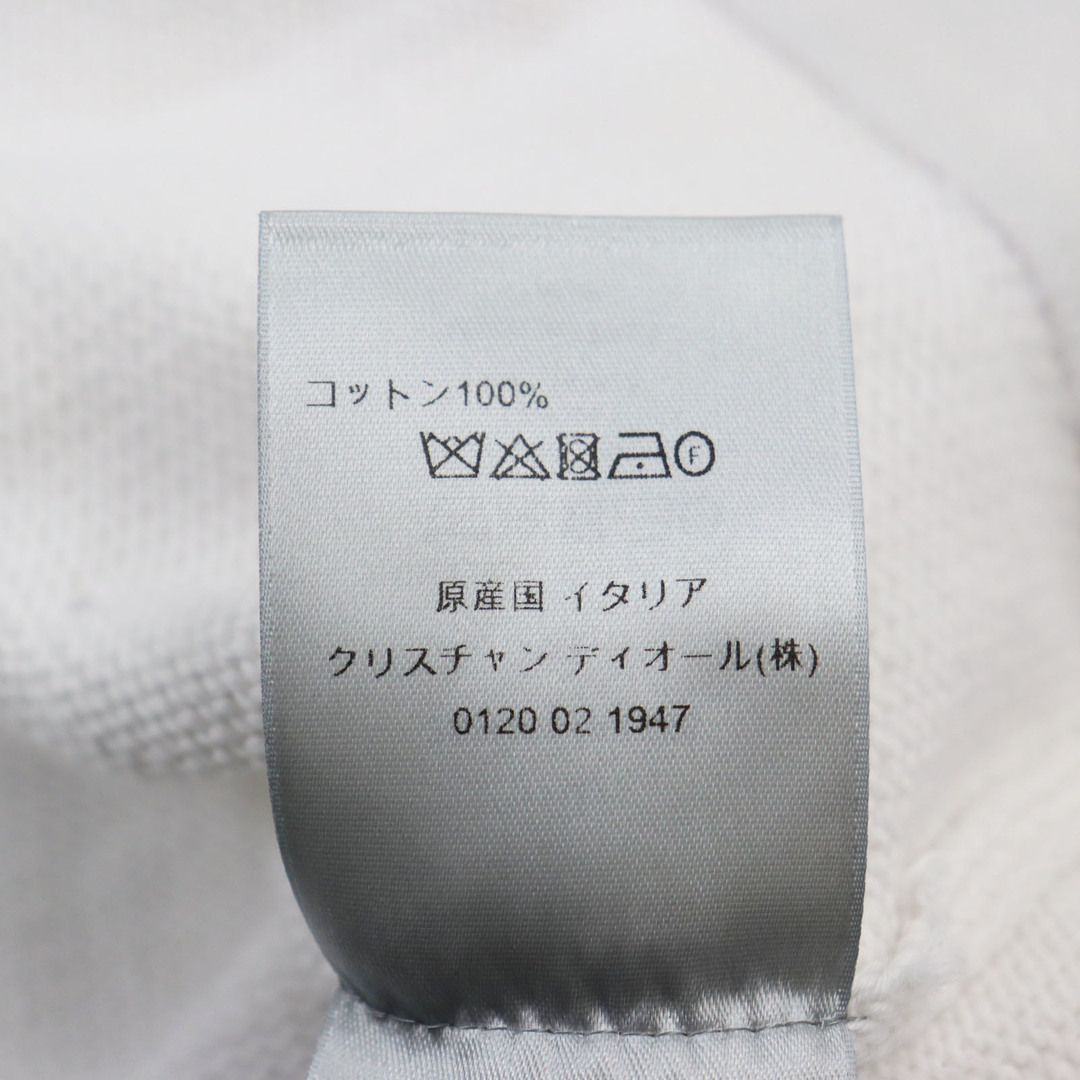 コットン100%
F
原産国 イタリア
クリスチャン ディオール(株)
0120 02 1947